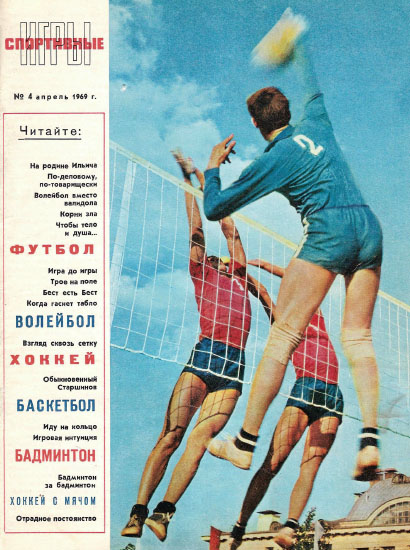 СПОРТИВНЫЕ
ИГРЫ
№ 4 апрель 1969 г.
Читайте:
На родине Ильича
По-деловому,
по-товарищески
Волейбол вместо
валидола
Корни зла
Чтобы тело
и душа...
ФУТБОЛ
Игра до игры
Трое на поле
Бест есть Бест
Когда гаснет табло
ВОЛЕЙБОЛ
Взгляд сквозь сетку
ХОККЕЙ
Обыкновенный
Старшинов
БАСКЕТБОЛ
Иду на кольцо
Игровая интуиция
БАДМИНТОН
Бадминтон
за бадминтон
ХОККЕЙ С МЯЧОМ
Отрадное постоянство
2